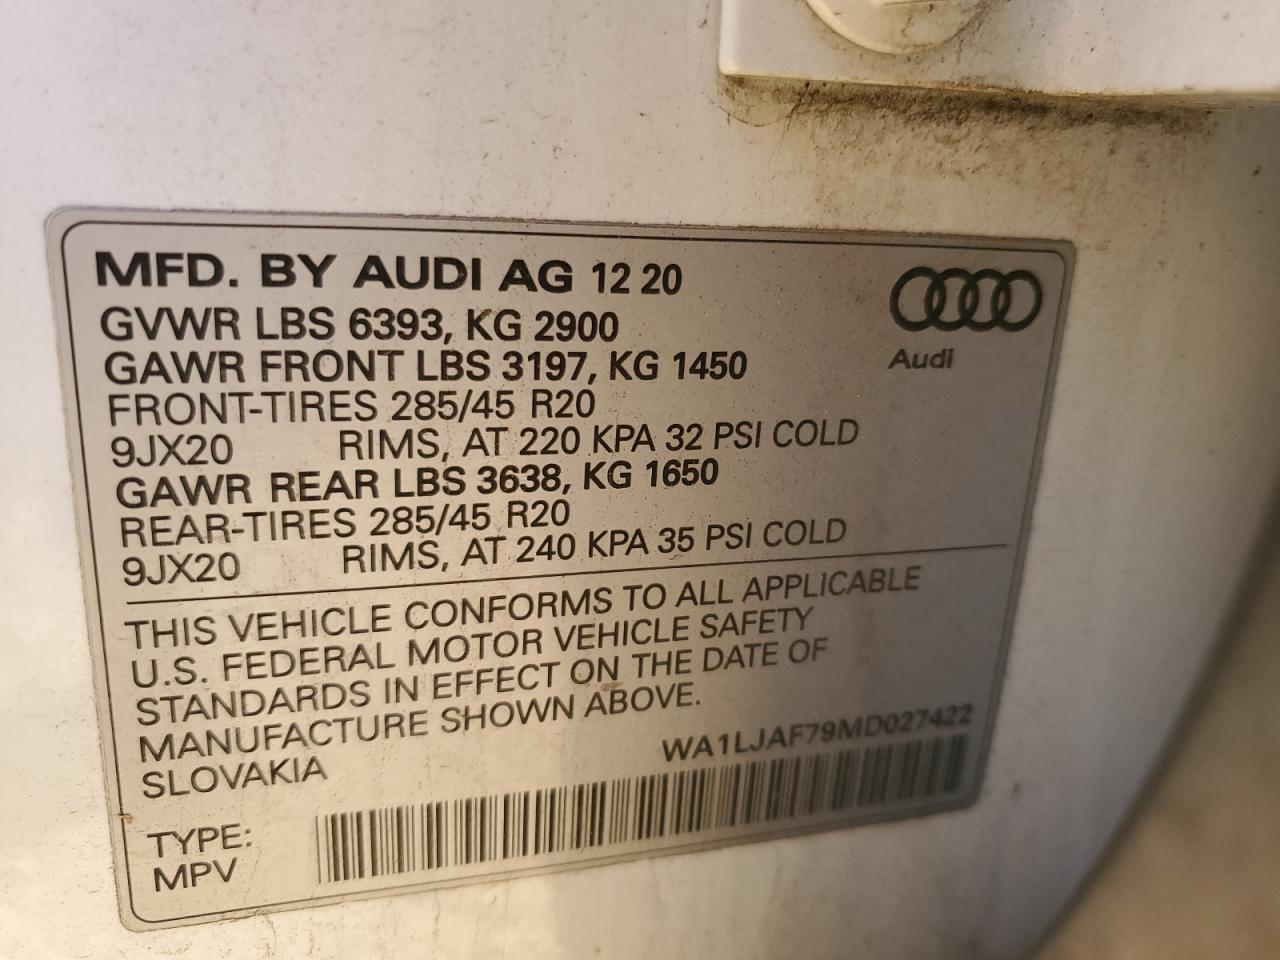 MFD. BY AUDI AG 12 20
GVWR LBS 6393, KG 2900
GAWR FRONT LBS 3197, KG 1450
FRONT-TIRES 285/45 R20
9JX20 RIMS, AT 220 KPA 32 PSI COLD
GAWR REAR LBS 3638, KG 1650
REAR-TIRES 285/45 R20
9JX20 RIMS, AT 240 KPA 35 PSI COLD
Audi
THIS VEHICLE CONFORMS TO ALL APPLICABLE
U.S. FEDERAL MOTOR VEHICLE SAFETY
STANDARDS IN EFFECT ON THE DATE OF
MANUFACTURE SHOWN ABOVE.
SLOVAKIA
WA1LJAF79MD027422
TYPE:
MPV